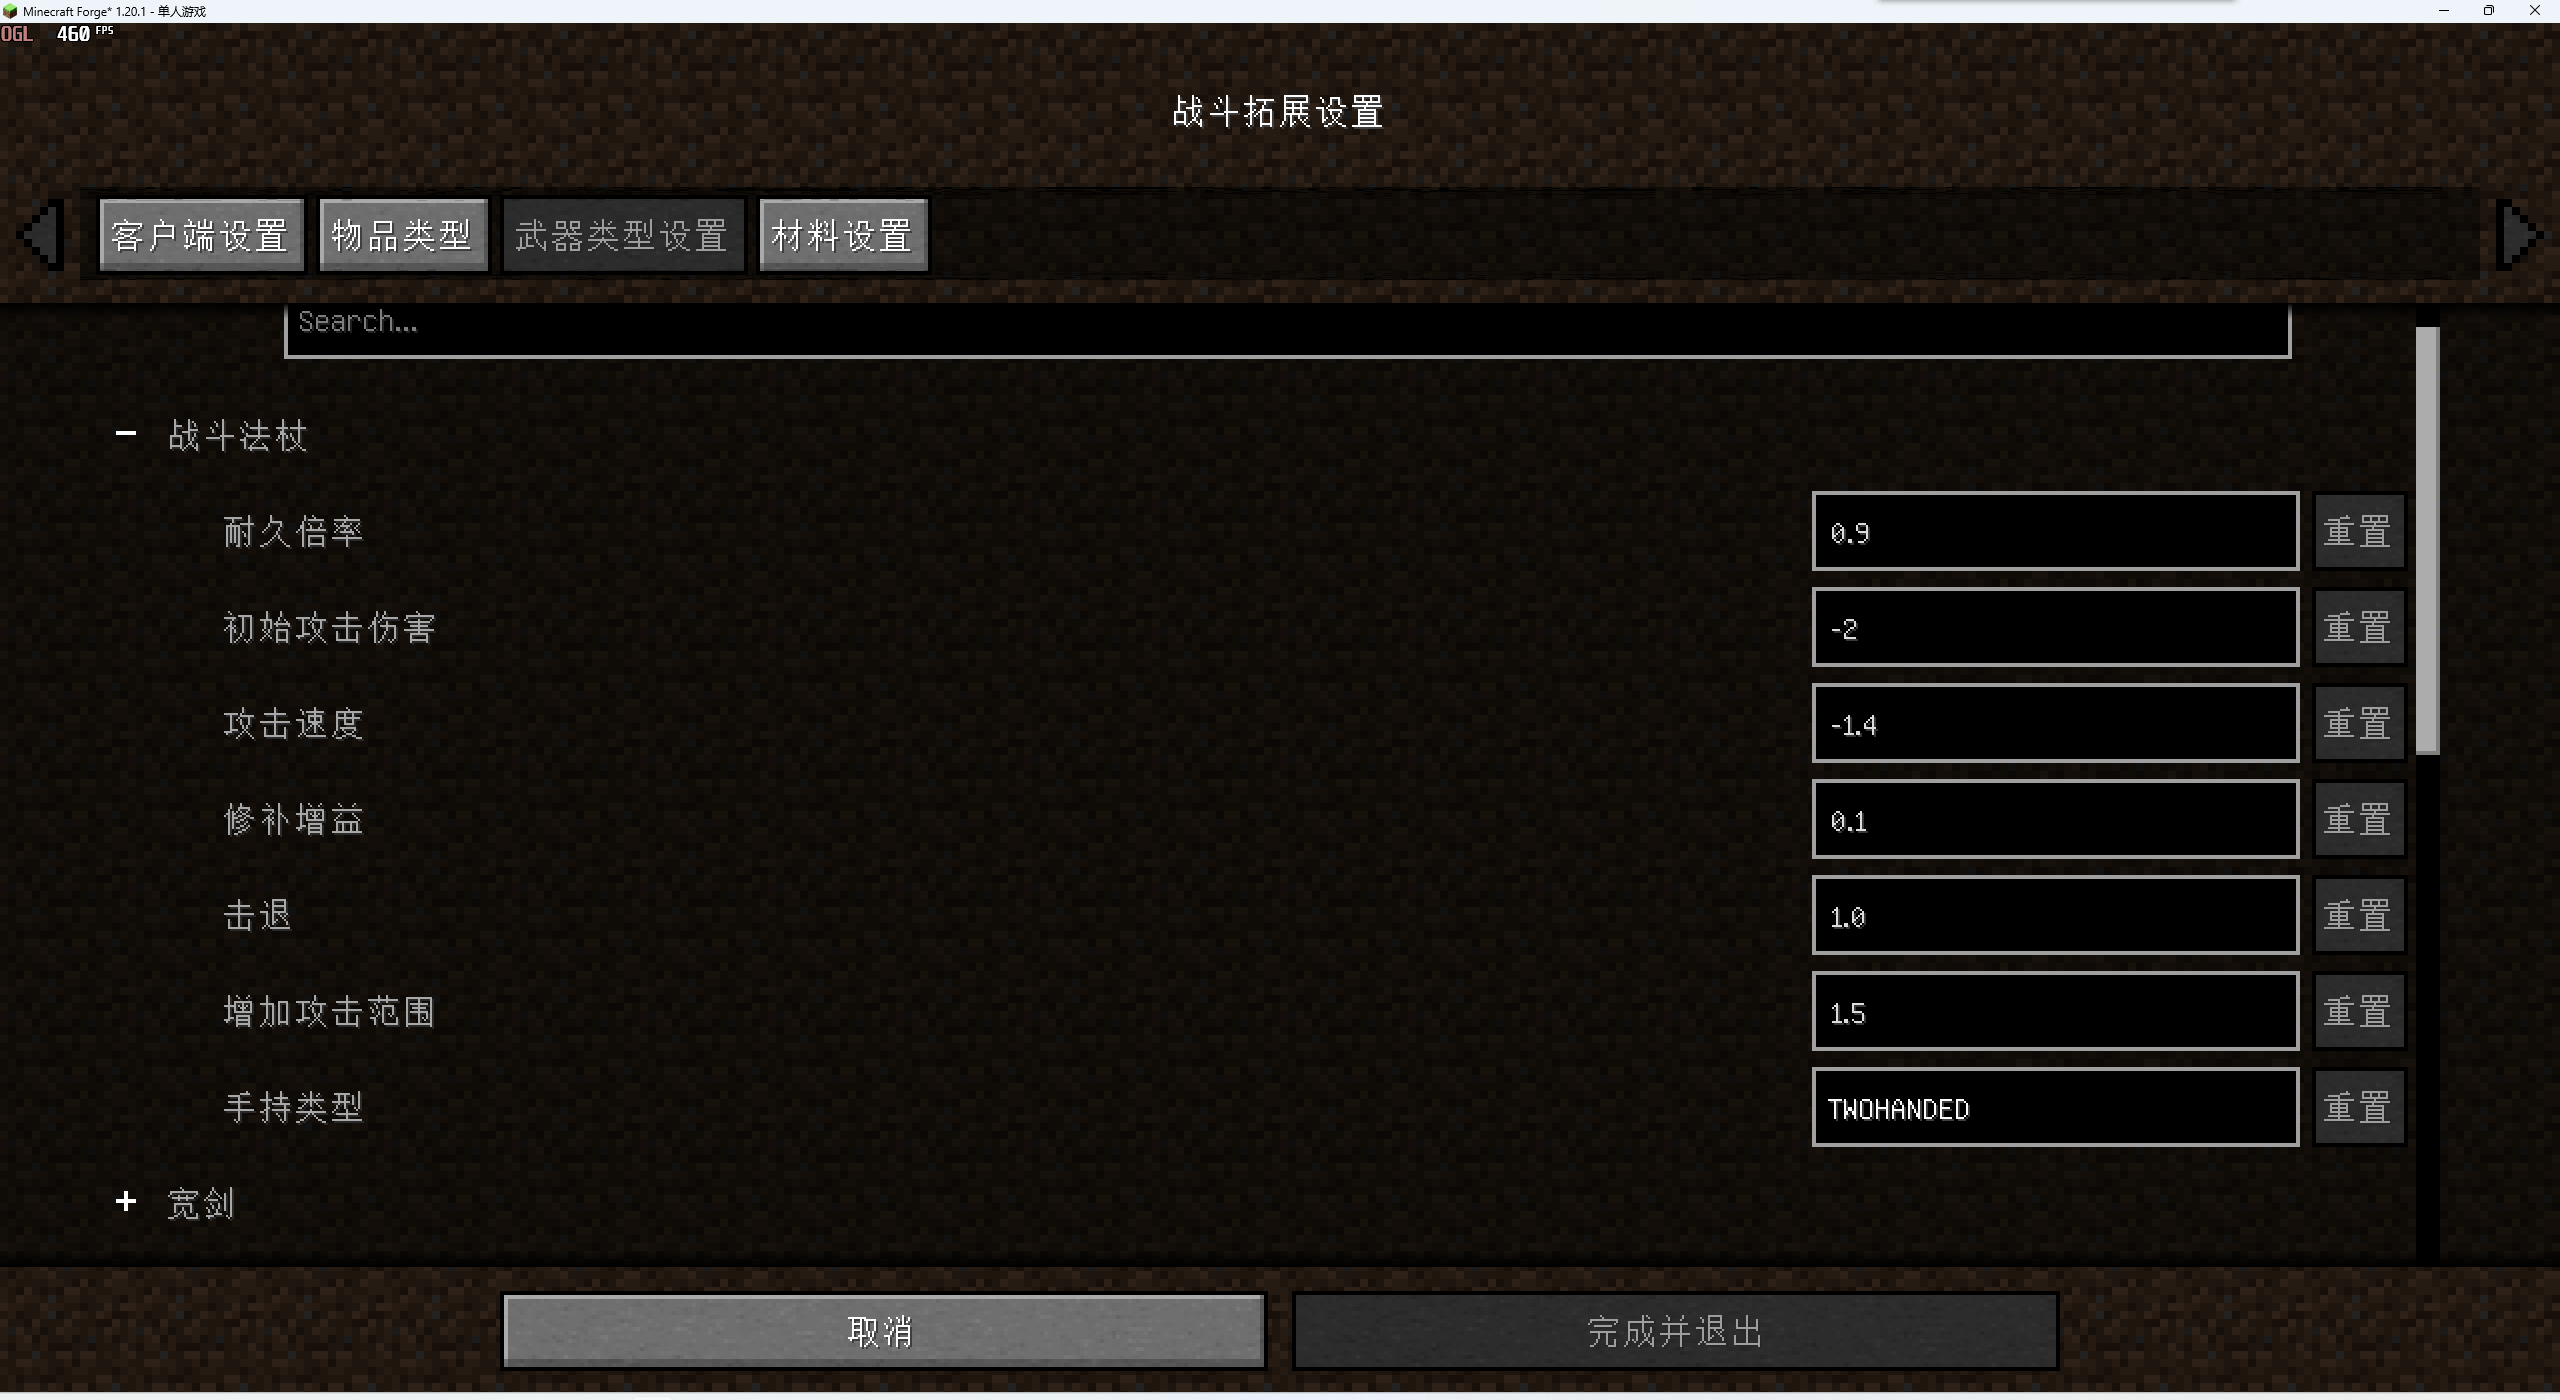 Minecraft Forge* 1.20.1 - 单人游戏
OGL 460 FPS
战斗拓展设置
客户端设置 物品类型 武器类型设置 材料设置
Search...
− 战斗法杖
耐久倍率 0.9 重置
初始攻击伤害 -2 重置
攻击速度 -1.4 重置
修补增益 0.1 重置
击退 1.0 重置
增加攻击范围 1.5 重置
手持类型 TWOHANDED 重置
+ 宽剑
取消 完成并退出